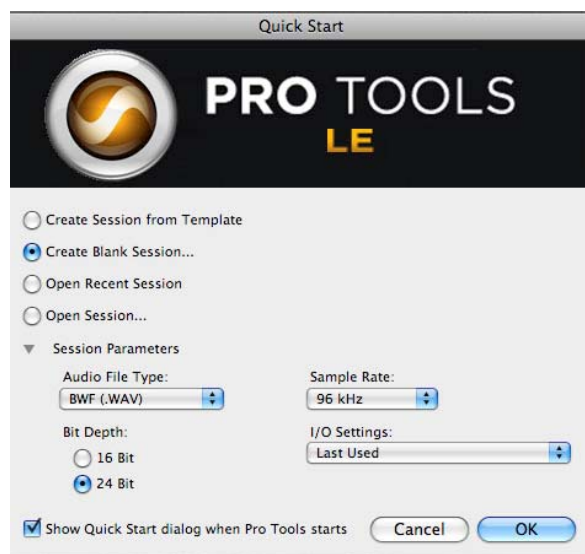 Quick Start
PRO TOOLS
LE
Create Session from Template
Create Blank Session...
Open Recent Session
Open Session...
Session Parameters
Audio File Type:
BWF (.WAV)
Sample Rate:
96 kHz
Bit Depth:
16 Bit
24 Bit
I/O Settings:
Last Used
Show Quick Start dialog when Pro Tools starts
Cancel
OK